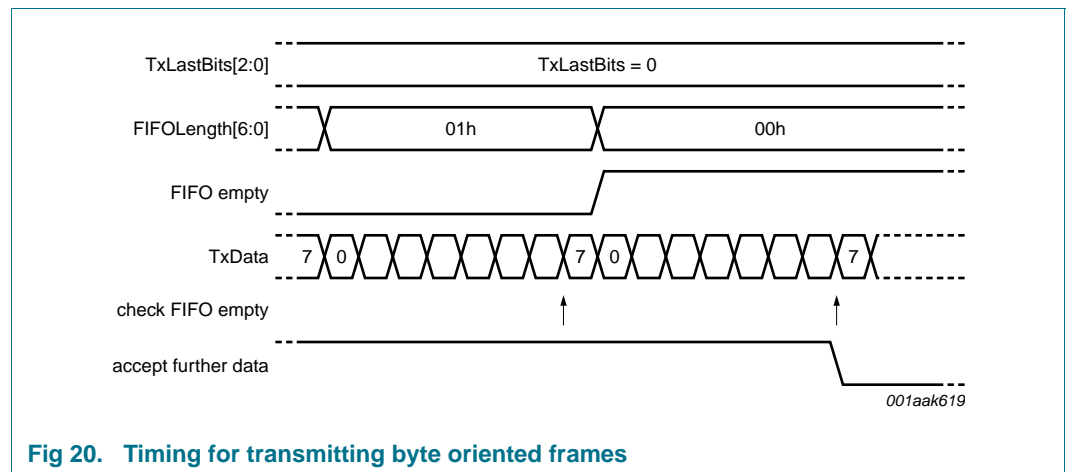 TxLastBits[2:0] TxLastBits = 0
FIFOLength[6:0] 01h 00h
FIFO empty
TxData 7 0 7 0 7
check FIFO empty
accept further data
001aak619
Fig 20. Timing for transmitting byte oriented frames